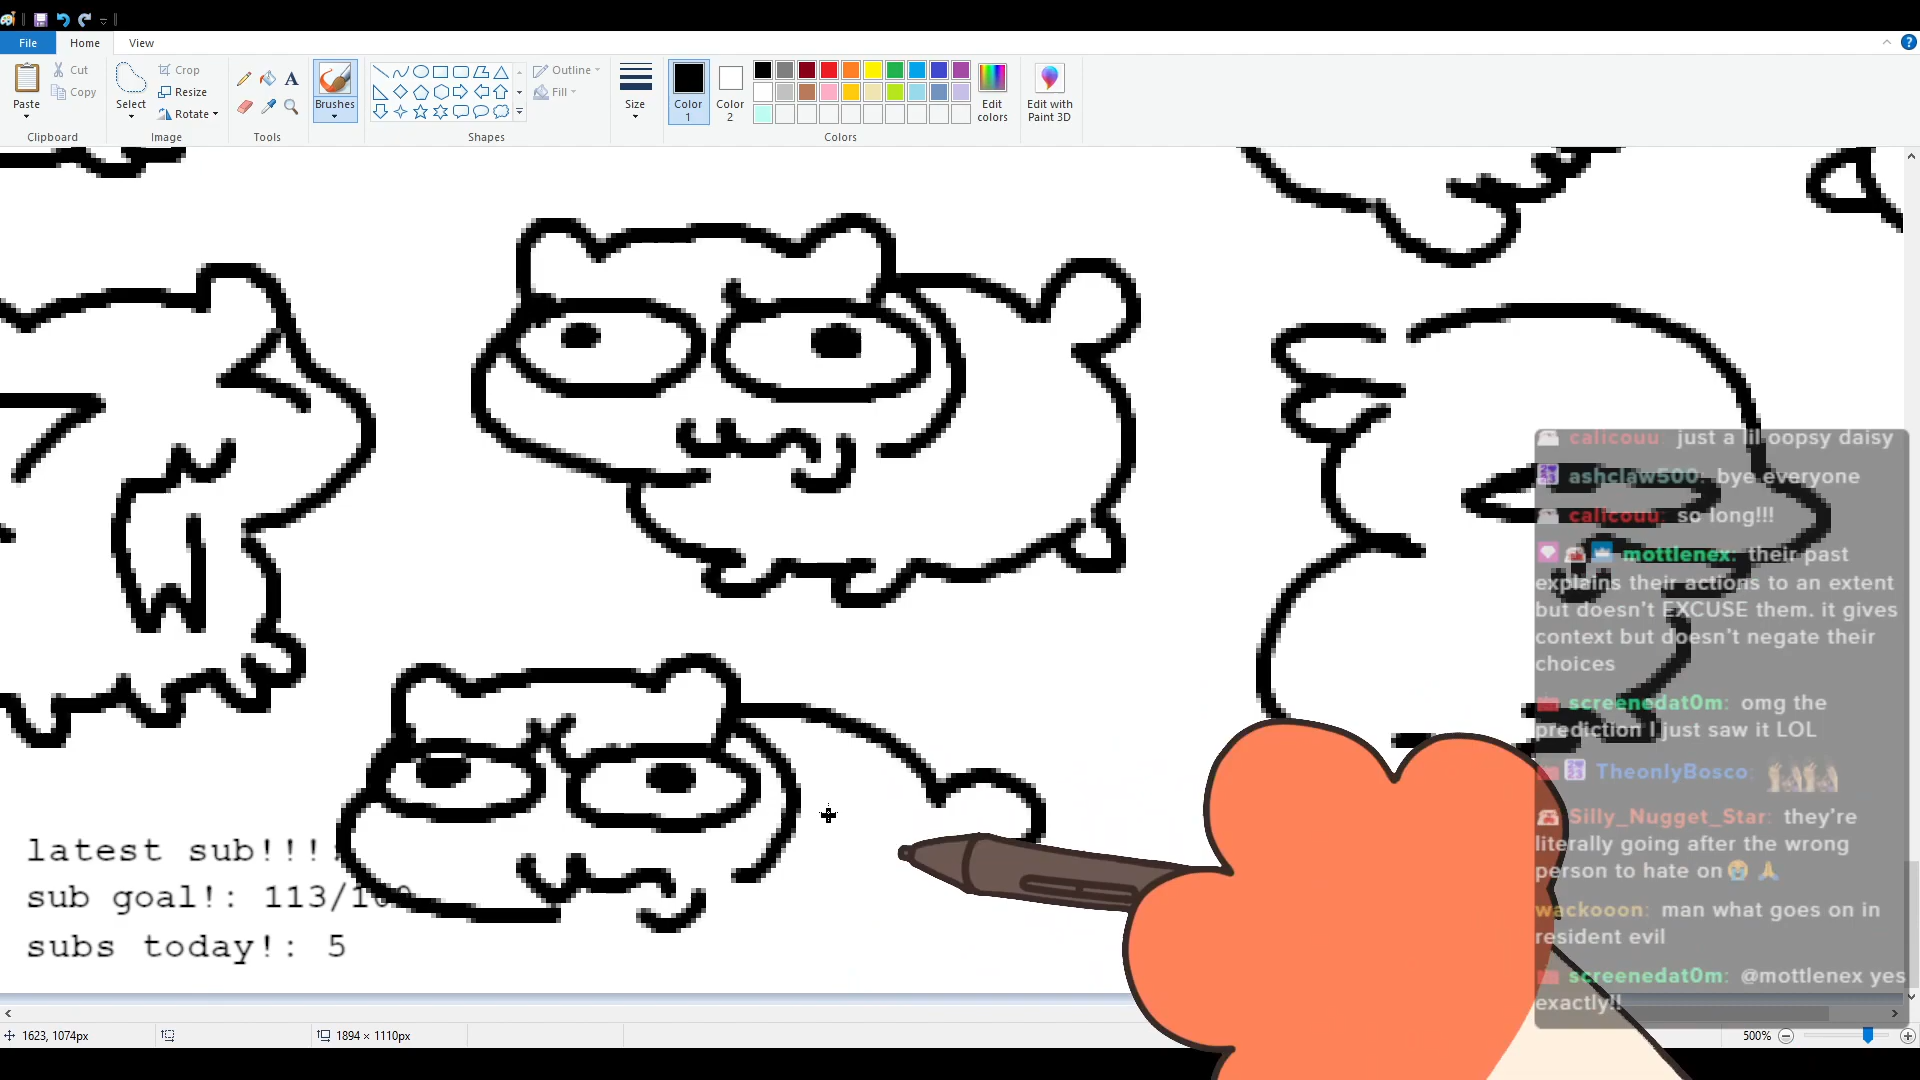 File Home View
Paste Cut Copy Clipboard
Select Crop Resize Rotate Image
A Tools
Brushes
Outline Fill Shapes
Size
Color 1 Color 2 Edit colors Colors
Edit with Paint 3D
calicouu: just a lil oopsy daisy
ashclaw500: bye everyone
calicouu: so long!!!
mottlenex: their past
explains their actions to an extent
but doesn't EXCUSE them. it gives
context but doesn't negate their
choices
screenedat0m: omg the
prediction I just saw it LOL
TheonlyBosco:
Silly_Nugget_Star: they're
literally going after the wrong
person to hate on😭🙏
wackooon: man what goes on in
resident evil
screenedat0m: @mottlenex yes
exactly!!
latest sub!!!:
sub goal!: 113/100
subs today!: 5
1623, 1074px
1894 × 1110px
500%